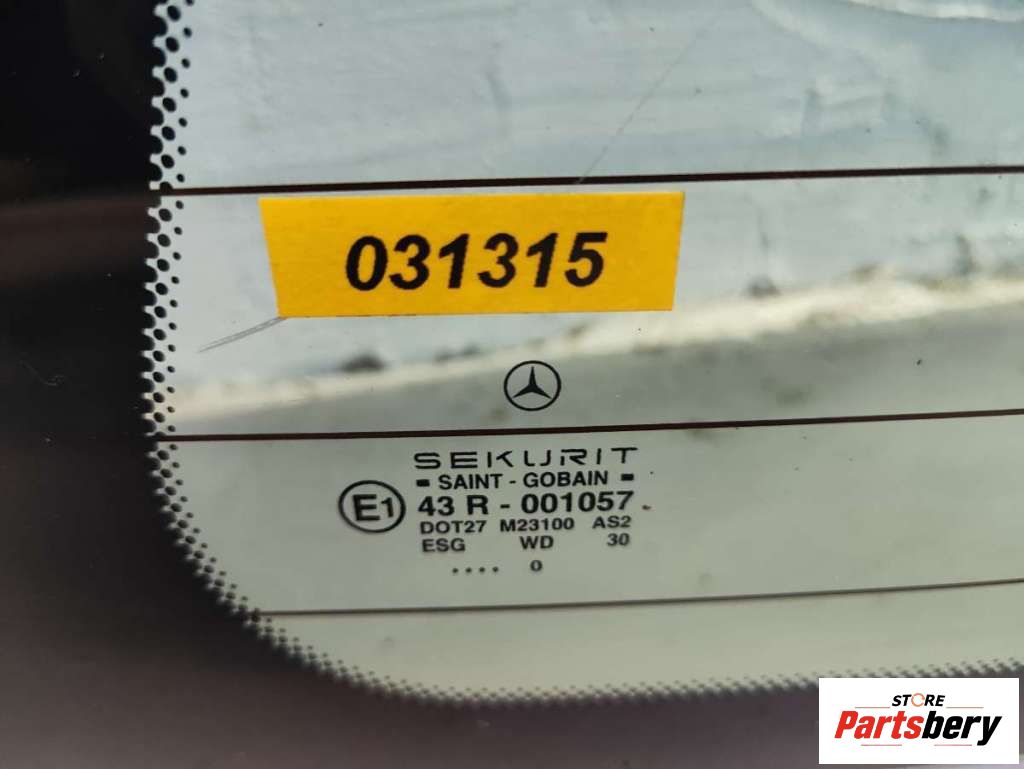 031315
SEKURIT
SAINT - GOBAIN
E1
43 R - 001057
DOT27 M23100 AS2
ESG WD 30
.... 0
STORE
Partsbery